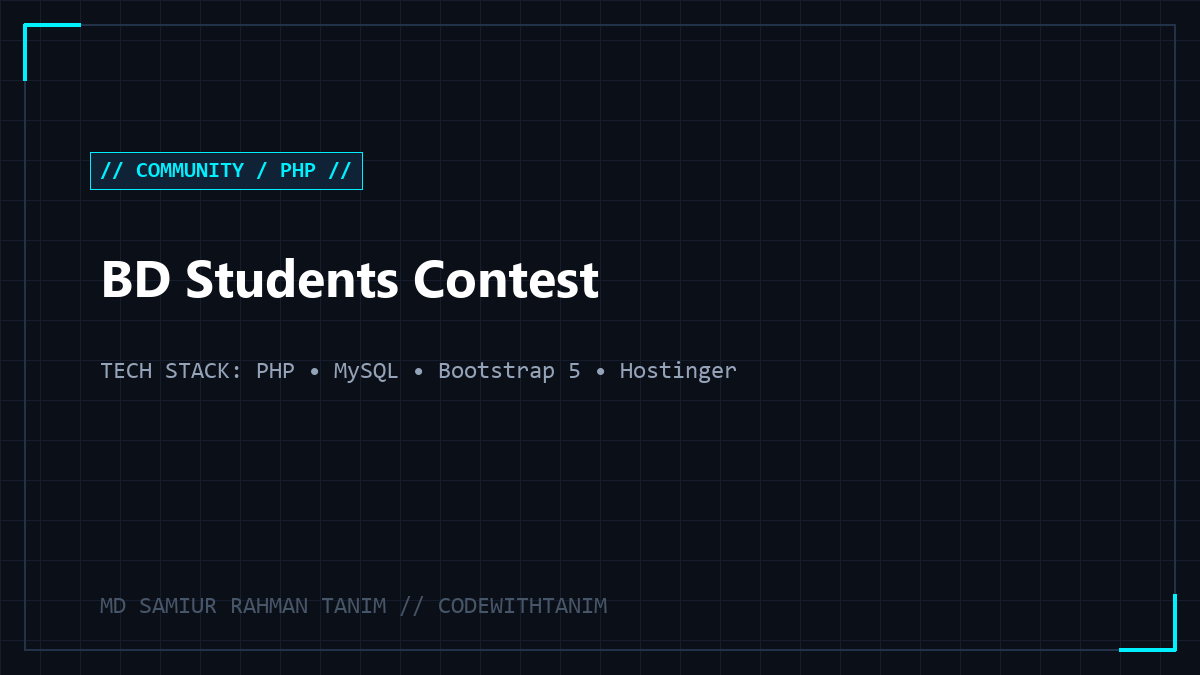 // COMMUNITY / PHP //
BD Students Contest
TECH STACK: PHP • MySQL • Bootstrap 5 • Hostinger
MD SAMIUR RAHMAN TANIM // CODEWITHTANIM